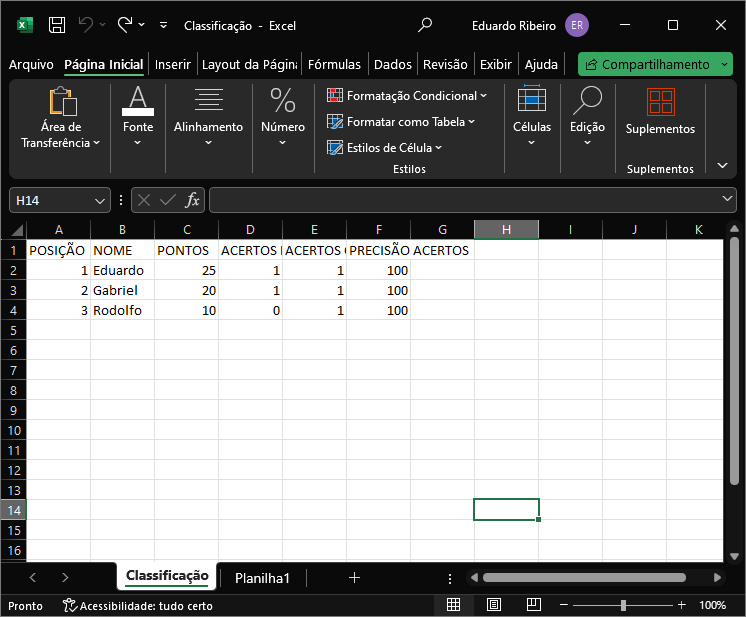 Classificação - Excel
Eduardo Ribeiro
ER
Arquivo Página Inicial Inserir Layout da Página Fórmulas Dados Revisão Exibir Ajuda Compartilhamento
Área de Transferência
Fonte
Alinhamento
%
Número
Formatação Condicional
Formatar como Tabela
Estilos de Célula
Estilos
Células
Edição
Suplementos
Suplementos
H14
fx
A B C D E F G H I J K
1 POSIÇÃO NOME PONTOS ACERTOS ACERTOS PRECISÃO ACERTOS
2 1 Eduardo 25 1 1 100
3 2 Gabriel 20 1 1 100
4 3 Rodolfo 10 0 1 100
5
6
7
8
9
10
11
12
13
14
15
16
Classificação Planilha1
Pronto Acessibilidade: tudo certo 100%